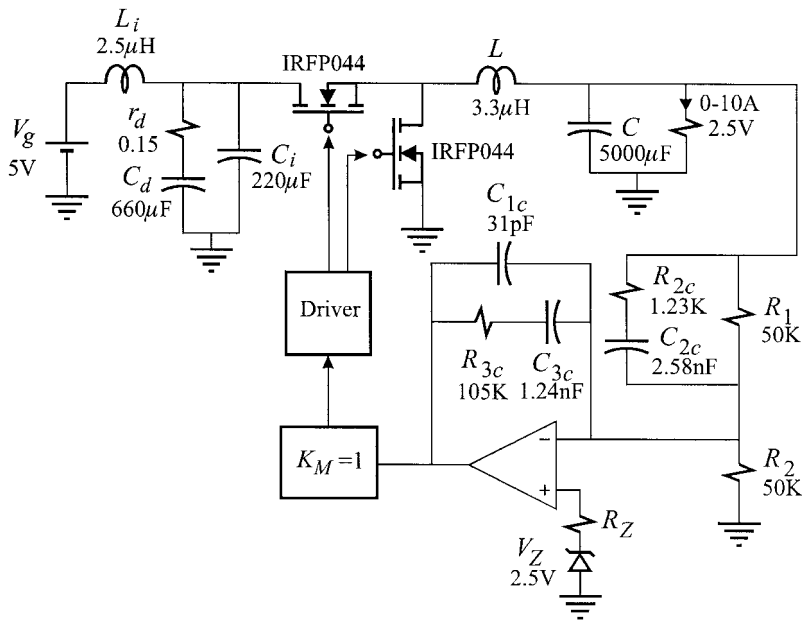 L_i
2.5μH
IRFP044
L
3.3μH
V_g
5V
r_d
0.15
C_d
660μF
C_i
220μF
IRFP044
C
5000μF
0-10A
2.5V
C_1c
31pF
Driver
R_3c
105K
C_3c
1.24nF
R_2c
1.23K
C_2c
2.58nF
R_1
50K
K_M=1
−
+
R_Z
V_Z
2.5V
R_2
50K